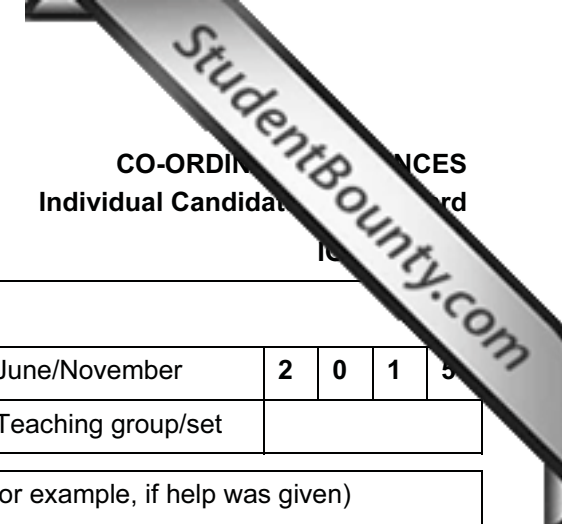 StudentBounty.com
CO-ORDIN NCES
Individual Candidat rd
June/November 2 0 1 5
Teaching group/set
or example, if help was given)